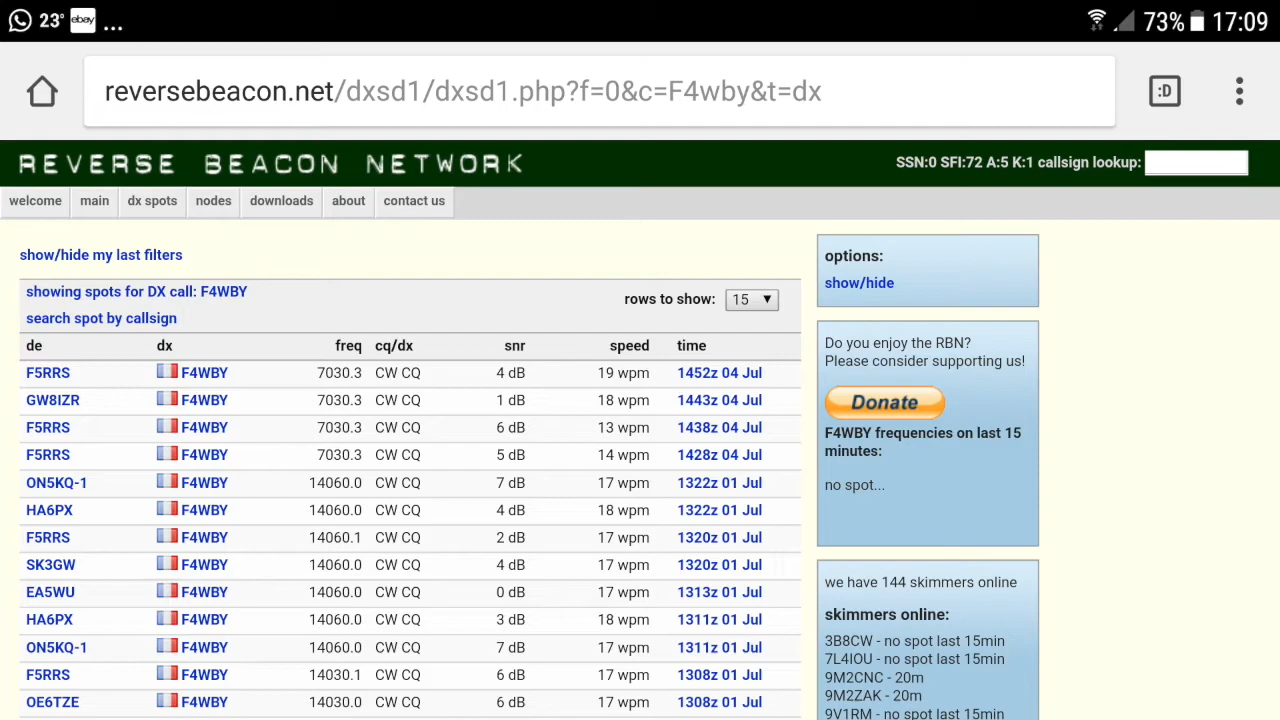 23° ebay ... 73% 17:09
reversebeacon.net/dxsd1/dxsd1.php?f=0&c=F4wby&t=dx :D
REVERSE BEACON NETWORK SSN:0 SFI:72 A:5 K:1 callsign lookup:
welcome main dx spots nodes downloads about contact us
show/hide my last filters
showing spots for DX call: F4WBY
search spot by callsign
rows to show: 15
de dx freq cq/dx snr speed time
F5RRS F4WBY 7030.3 CW CQ 4 dB 19 wpm 1452z 04 Jul
GW8IZR F4WBY 7030.3 CW CQ 1 dB 18 wpm 1443z 04 Jul
F5RRS F4WBY 7030.3 CW CQ 6 dB 13 wpm 1438z 04 Jul
F5RRS F4WBY 7030.3 CW CQ 5 dB 14 wpm 1428z 04 Jul
ON5KQ-1 F4WBY 14060.0 CW CQ 7 dB 17 wpm 1322z 01 Jul
HA6PX F4WBY 14060.0 CW CQ 4 dB 18 wpm 1322z 01 Jul
F5RRS F4WBY 14060.1 CW CQ 2 dB 17 wpm 1320z 01 Jul
SK3GW F4WBY 14060.0 CW CQ 4 dB 17 wpm 1320z 01 Jul
EA5WU F4WBY 14060.0 CW CQ 0 dB 17 wpm 1313z 01 Jul
HA6PX F4WBY 14060.0 CW CQ 3 dB 18 wpm 1311z 01 Jul
ON5KQ-1 F4WBY 14060.0 CW CQ 7 dB 17 wpm 1311z 01 Jul
F5RRS F4WBY 14030.1 CW CQ 6 dB 17 wpm 1308z 01 Jul
OE6TZE F4WBY 14030.0 CW CQ 6 dB 17 wpm 1308z 01 Jul
options:
show/hide
Do you enjoy the RBN?
Please consider supporting us!
Donate
F4WBY frequencies on last 15
minutes:
no spot...
we have 144 skimmers online
skimmers online:
3B8CW - no spot last 15min
7L4IOU - no spot last 15min
9M2CNC - 20m
9M2ZAK - 20m
9V1RM - no spot last 15min